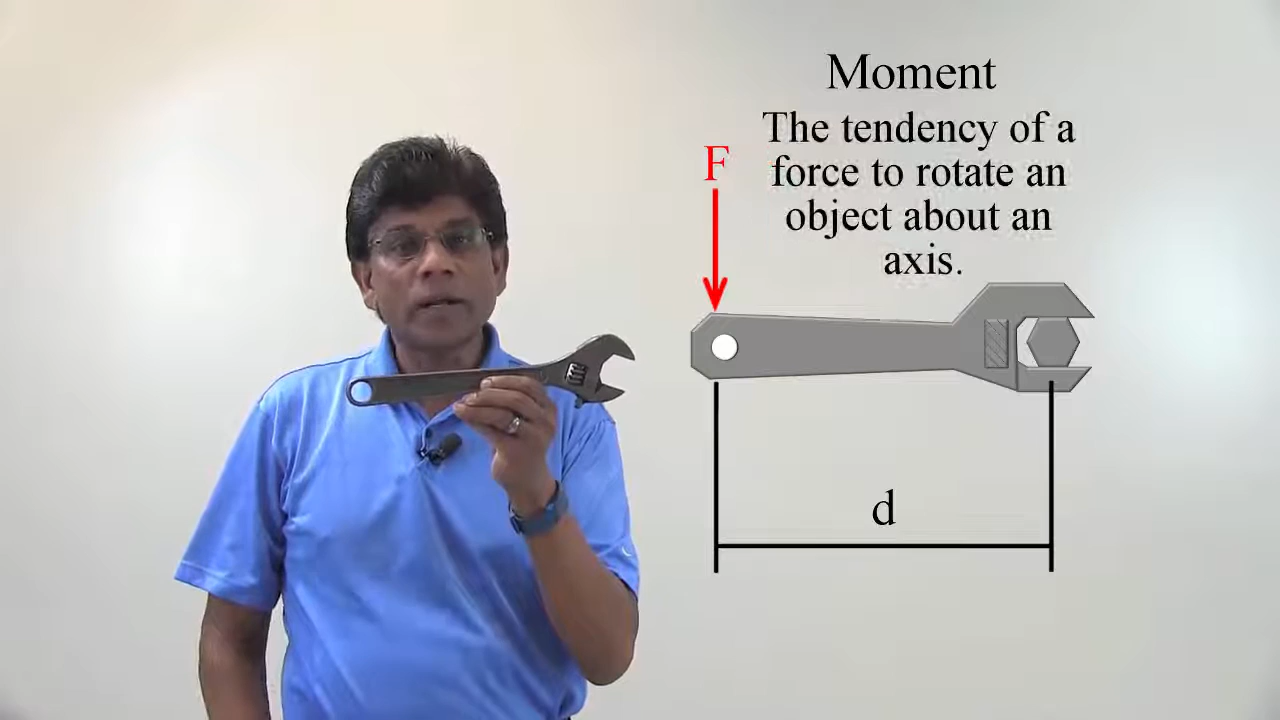 Moment
The tendency of a
force to rotate an
object about an
axis.
F
d